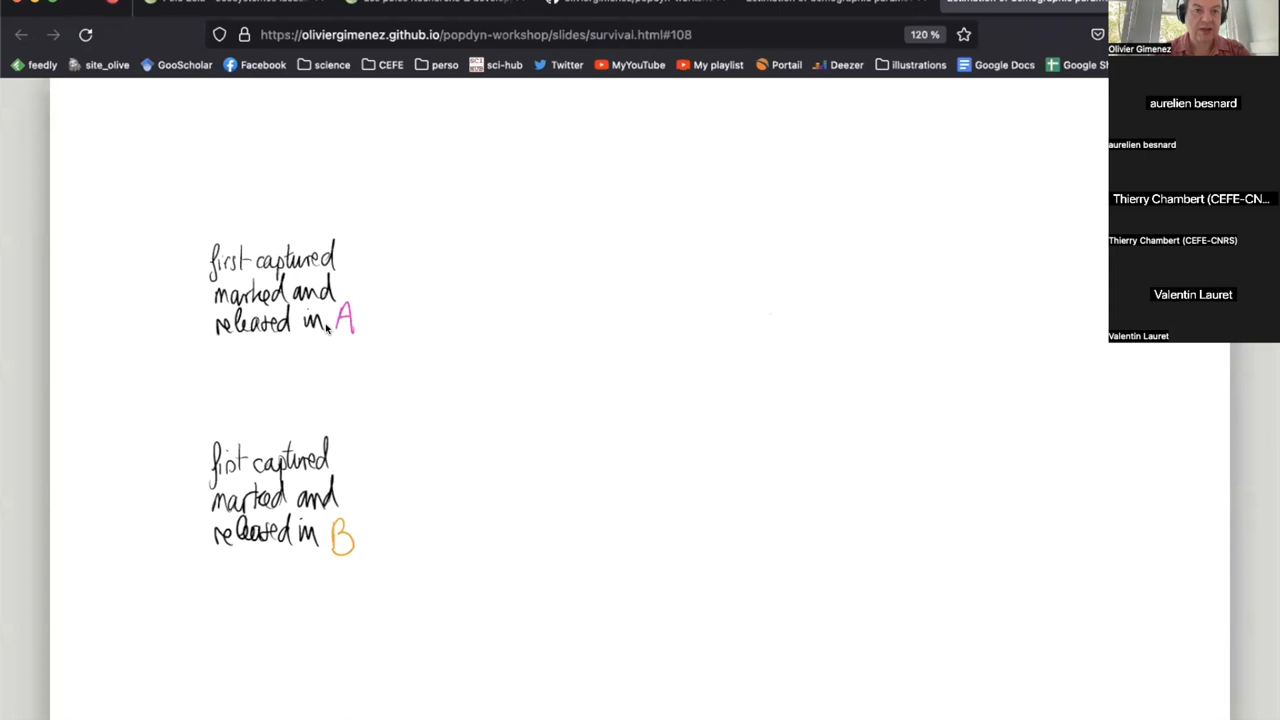 https://oliviergimenez.github.io/popdyn-workshop/slides/survival.html#108
120 %
feedly
site_olive
GooScholar
Facebook
science
CEFE
perso
sci-hub
Twitter
MyYouTube
My playlist
Portail
Deezer
illustrations
Google Docs
Google Sh
Olivier Gimenez
aurelien besnard
aurelien besnard
Thierry Chambert (CEFE-CN...
Thierry Chambert (CEFE-CNRS)
Valentin Lauret
Valentin Lauret
first captured
marked and
released in A
first captured
marked and
released in B